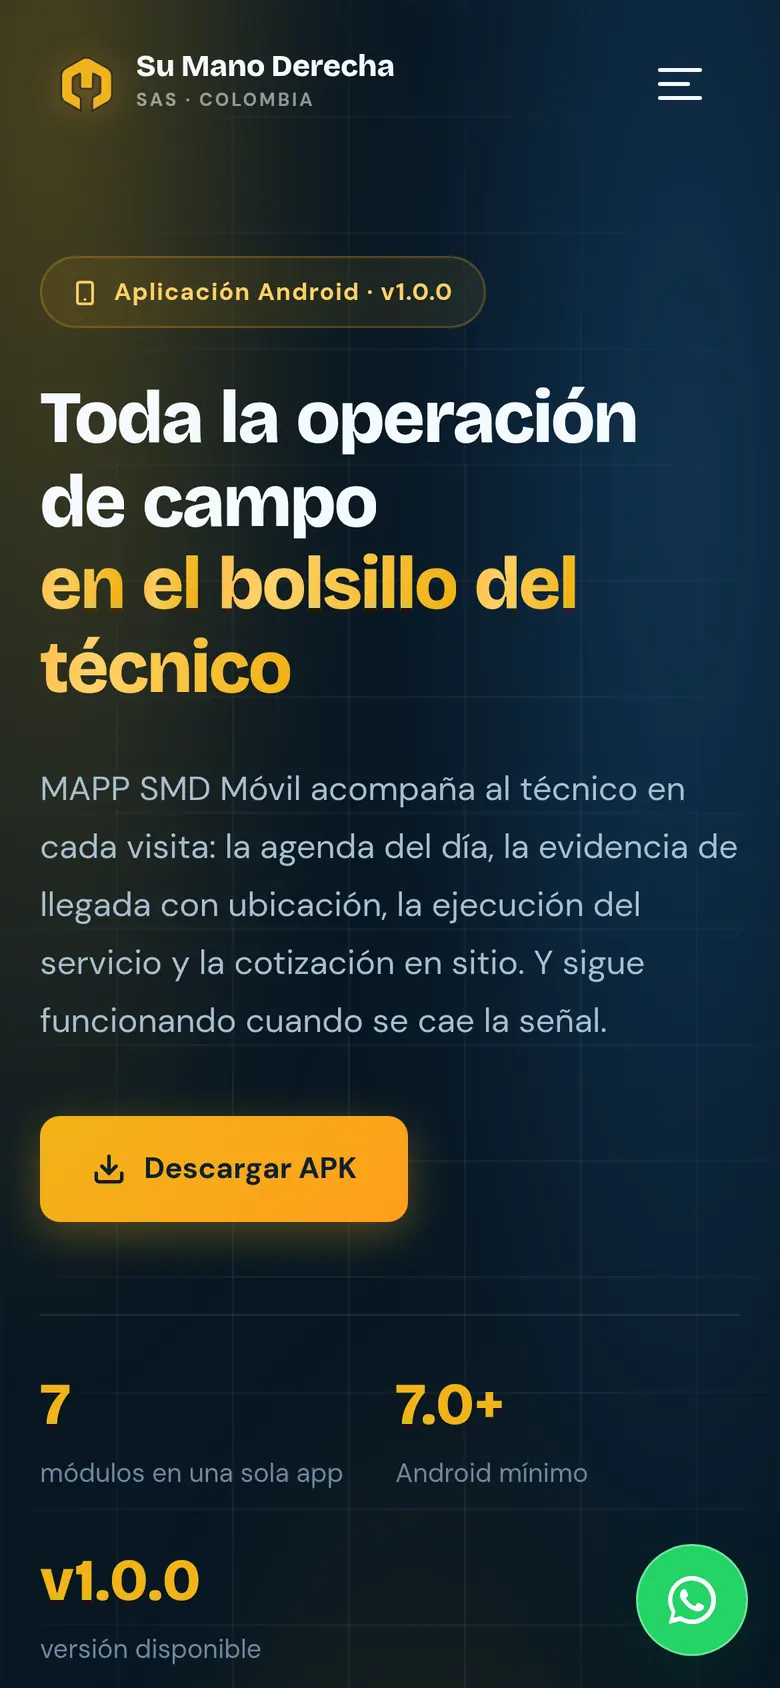 Su Mano Derecha
SAS · COLOMBIA
Aplicación Android · v1.0.0
Toda la operación
de campo
en el bolsillo del
técnico
MAPP SMD Móvil acompaña al técnico en
cada visita: la agenda del día, la evidencia de
llegada con ubicación, la ejecución del
servicio y la cotización en sitio. Y sigue
funcionando cuando se cae la señal.
Descargar APK
7
módulos en una sola app
7.0+
Android mínimo
v1.0.0
versión disponible